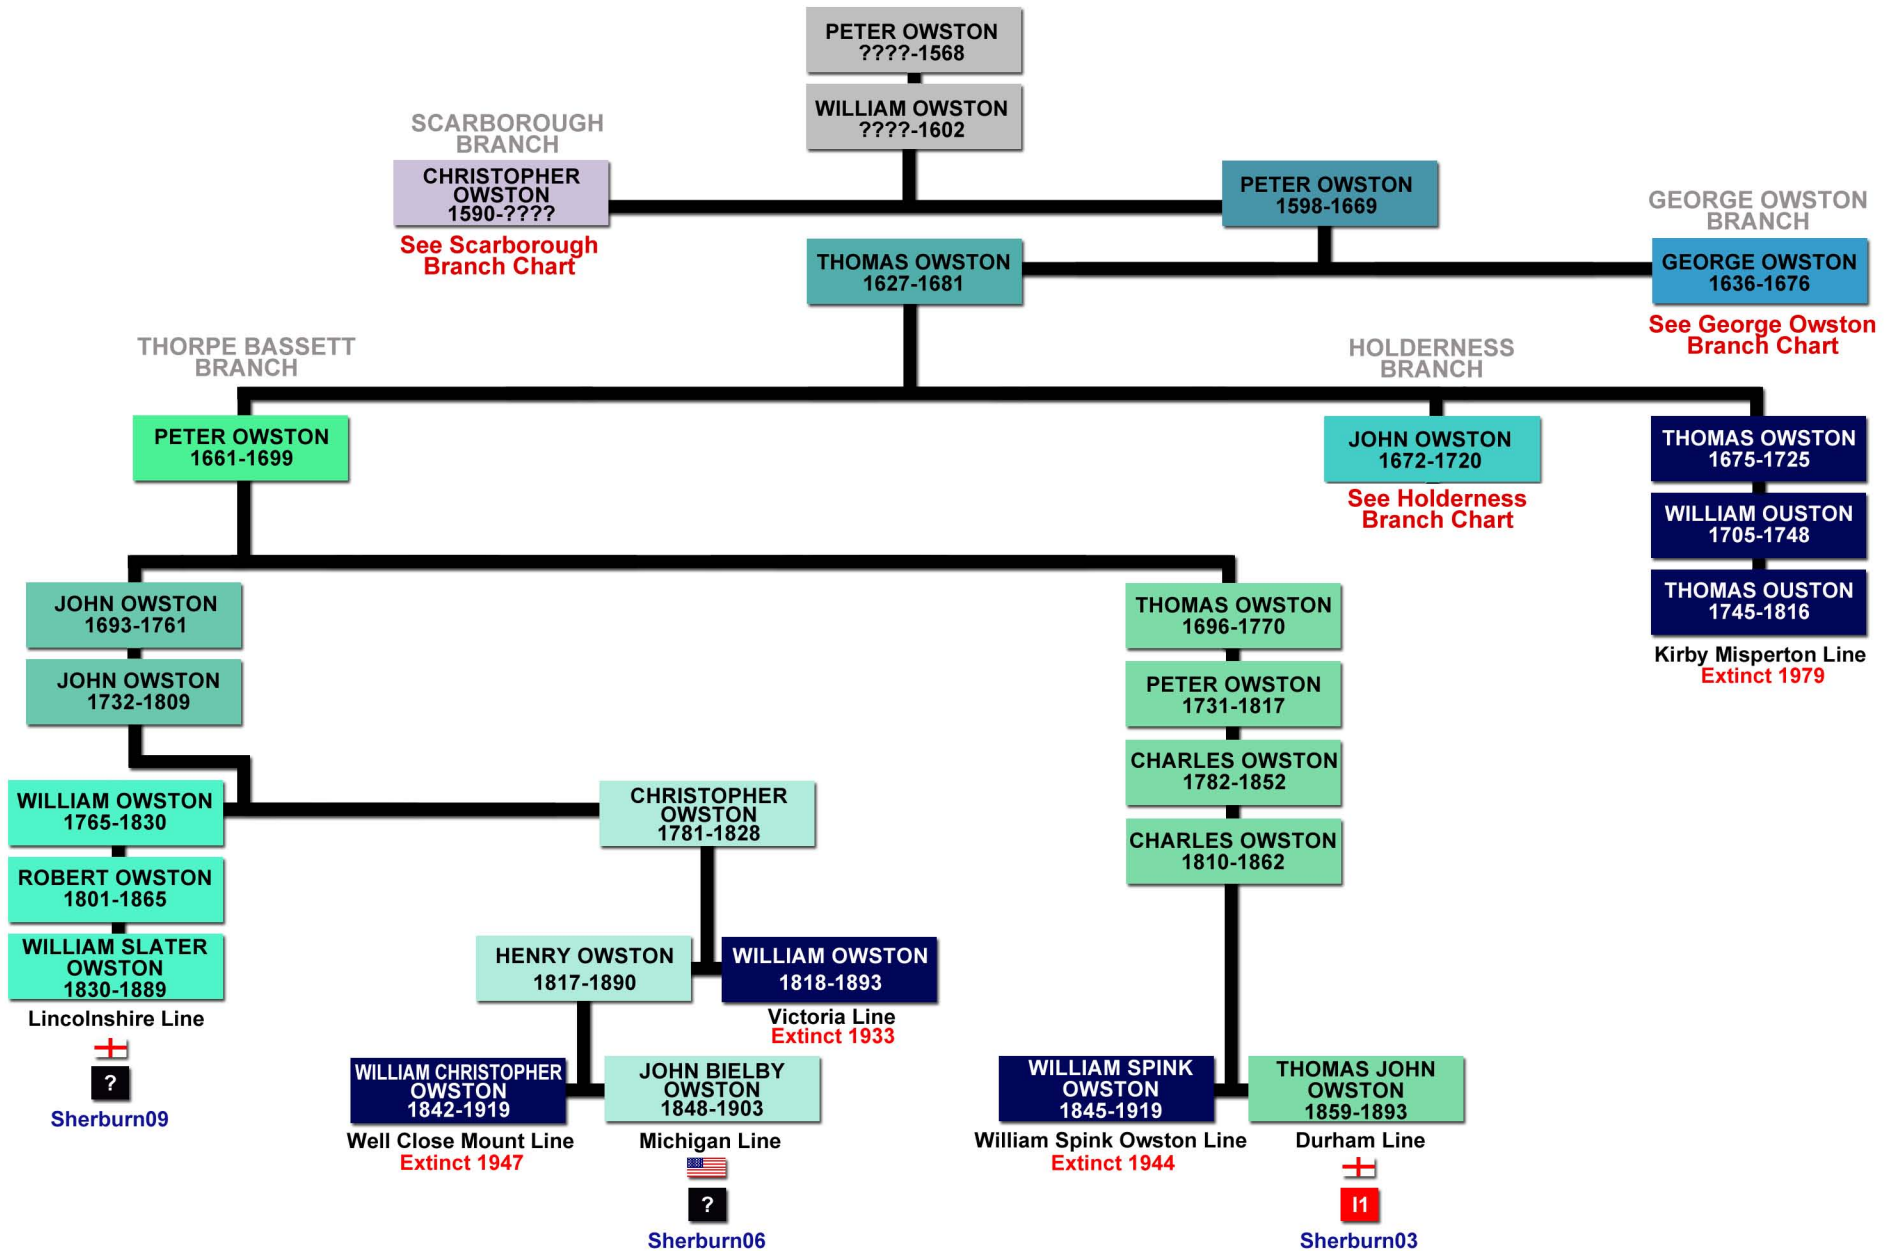 PETER OWSTON
????-1568
WILLIAM OWSTON
????-1602
SCARBOROUGH
BRANCH
CHRISTOPHER
OWSTON
1590-????
See Scarborough
Branch Chart
PETER OWSTON
1598-1669
GEORGE OWSTON
BRANCH
GEORGE OWSTON
1636-1676
See George Owston
Branch Chart
THOMAS OWSTON
1627-1681
THORPE BASSETT
BRANCH
PETER OWSTON
1661-1699
HOLDERNESS
BRANCH
JOHN OWSTON
1672-1720
See Holderness
Branch Chart
THOMAS OWSTON
1675-1725
WILLIAM OUSTON
1705-1748
THOMAS OUSTON
1745-1816
Kirby Misperton Line
Extinct 1979
JOHN OWSTON
1693-1761
JOHN OWSTON
1732-1809
THOMAS OWSTON
1696-1770
PETER OWSTON
1731-1817
CHARLES OWSTON
1782-1852
CHARLES OWSTON
1810-1862
WILLIAM OWSTON
1765-1830
ROBERT OWSTON
1801-1865
WILLIAM SLATER
OWSTON
1830-1889
Lincolnshire Line
?
Sherburn09
CHRISTOPHER
OWSTON
1781-1828
HENRY OWSTON
1817-1890
WILLIAM OWSTON
1818-1893
Victoria Line
Extinct 1933
WILLIAM CHRISTOPHER
OWSTON
1842-1919
Well Close Mount Line
Extinct 1947
JOHN BIELBY
OWSTON
1848-1903
Michigan Line
?
Sherburn06
WILLIAM SPINK
OWSTON
1845-1919
William Spink Owston Line
Extinct 1944
THOMAS JOHN
OWSTON
1859-1893
Durham Line
I1
Sherburn03